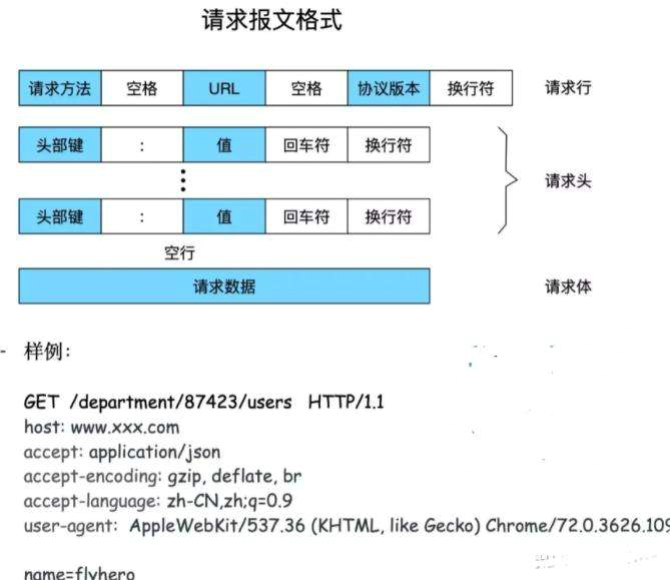 请求报文格式
请求方法 空格 URL 空格 协议版本 换行符 请求行
头部键 : 值 回车符 换行符
请求头
头部键 : 值 回车符 换行符
空行
请求数据 请求体
- 样例:
GET /department/87423/users HTTP/1.1
host: www.xxx.com
accept: application/json
accept-encoding: gzip, deflate, br
accept-language: zh-CN,zh;q=0.9
user-agent: AppleWebKit/537.36 (KHTML, like Gecko) Chrome/72.0.3626.109
name=flyhero